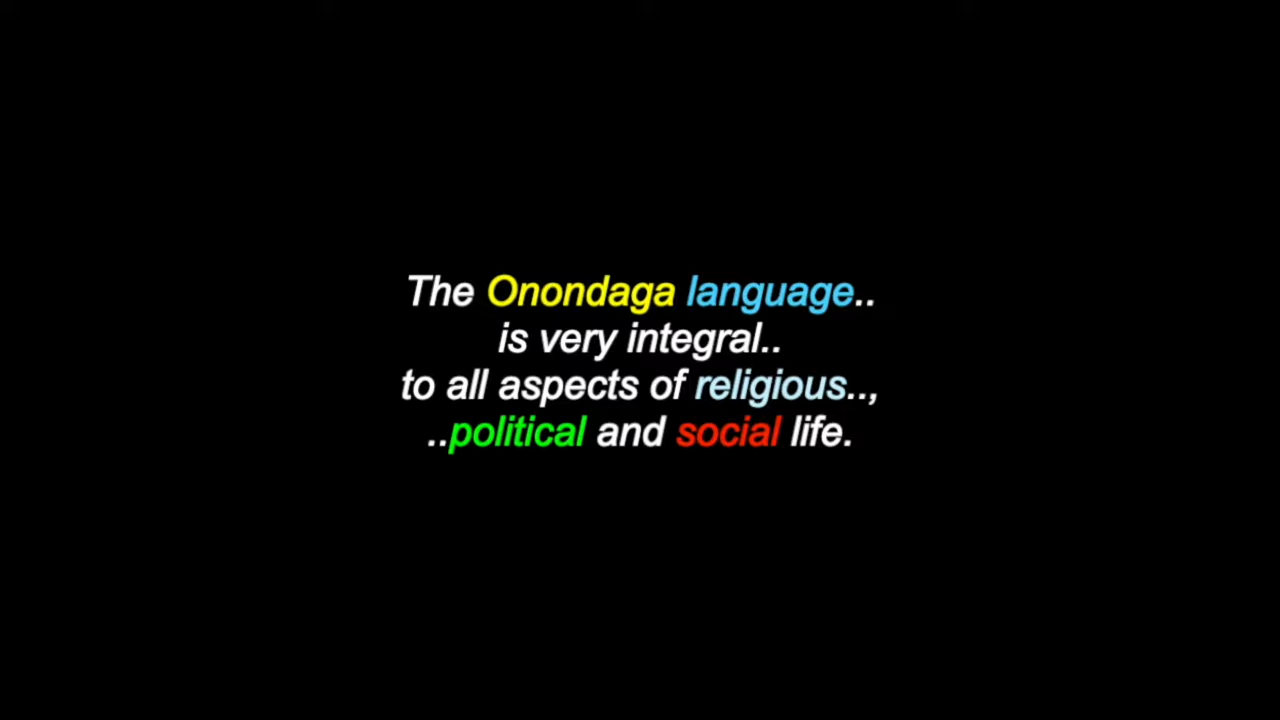 The Onondaga language..
is very integral..
to all aspects of religious..,
..political and social life.